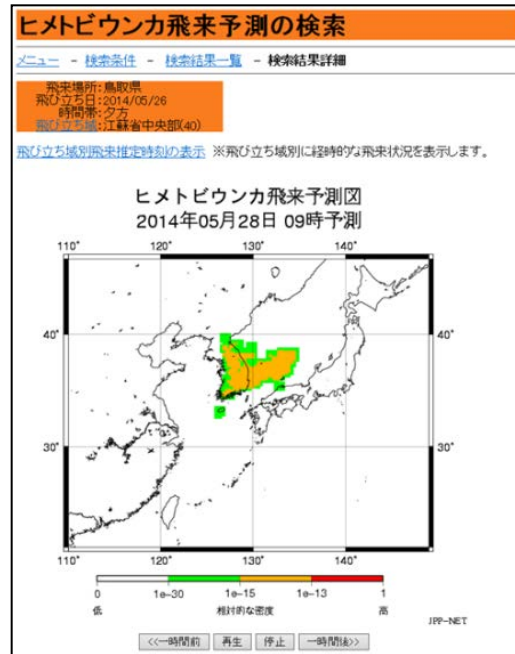 ヒメトビウンカ飛来予測の検索
メニュー - 検索条件 - 検索結果一覧 - 検索結果詳細
飛来場所:鳥取県
飛び立ち日:2014/05/26
時間帯:夕方
飛び立ち域:江蘇省中央部(40)
飛び立ち域別飛来推定時刻の表示 ※飛び立ち域別に経時的な飛来状況を表示します。
ヒメトビウンカ飛来予測図
2014年05月28日 09時予測
110° 120° 130° 140°
40° 40°
30° 30°
110° 120° 130° 140°
0 1e-30 1e-15 1e-13 1
低 相対的な密度 高
JPP-NET
<<一時間前 再生 停止 一時間後>>